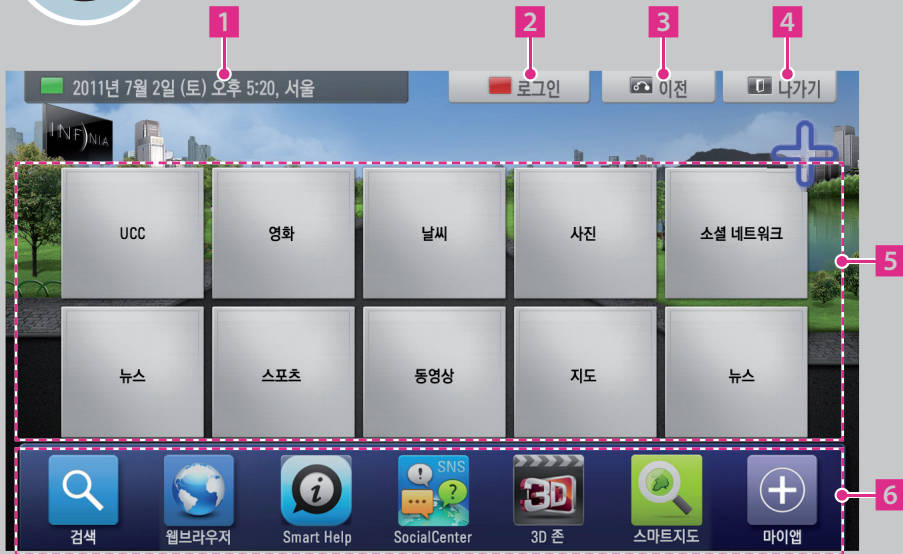 1 2 3 4
2011년 7월 2일 (토) 오후 5:20, 서울 로그인 이전 나가기
INFINIA
UCC 영화 날씨 사진 소셜 네트워크
5
뉴스 스포츠 동영상 지도 뉴스
SNS
3D
6
검색 웹브라우저 Smart Help SocialCenter 3D 존 스마트지도 마이앱